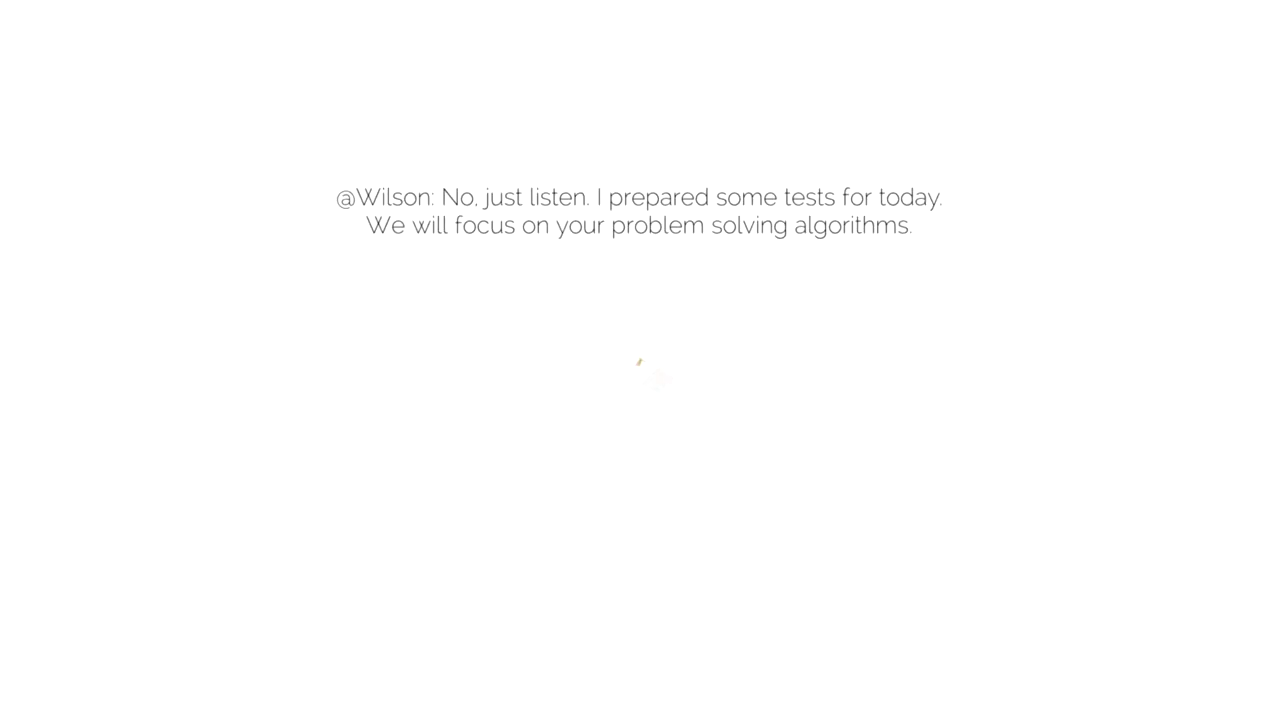 @Wilson: No, just listen. I prepared some tests for today.
We will focus on your problem solving algorithms.